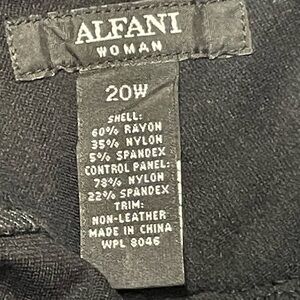 ALFANI
WOMAN
20W
SHELL:
60% RAYON
35% NYLON
5% SPANDEX
CONTROL PANEL:
78% NYLON
22% SPANDEX
TRIM:
NON-LEATHER
MADE IN CHINA
WPL 8046